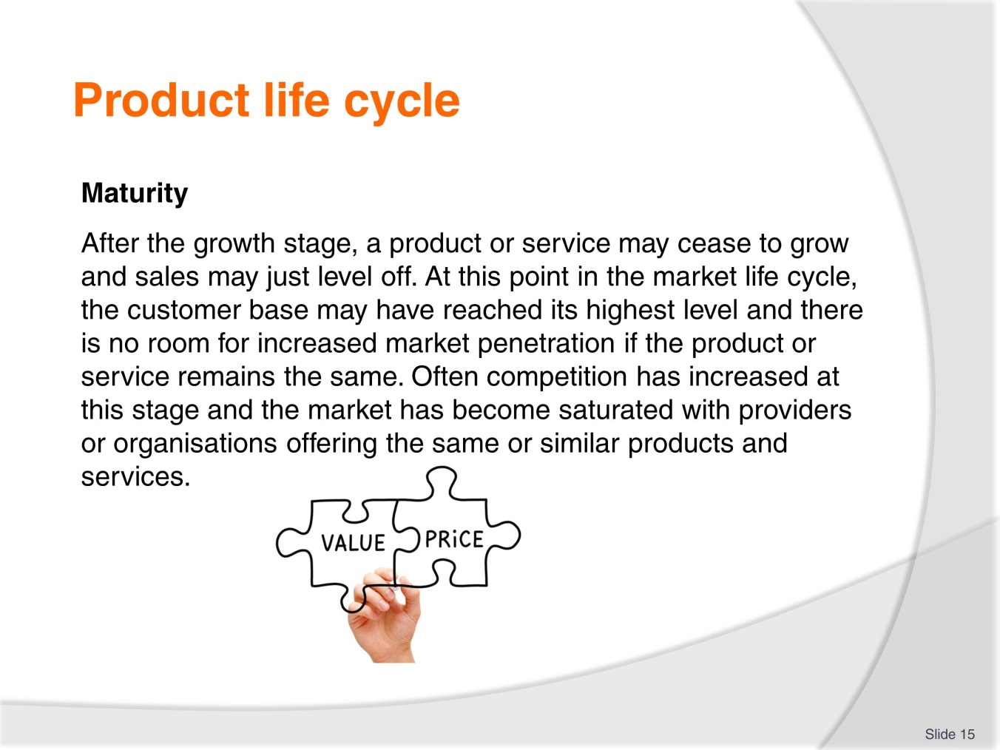 Product life cycle
Maturity
After the growth stage, a product or service may cease to grow
and sales may just level off. At this point in the market life cycle,
the customer base may have reached its highest level and there
is no room for increased market penetration if the product or
service remains the same. Often competition has increased at
this stage and the market has become saturated with providers
or organisations offering the same or similar products and
services.
VALUE PRiCE
Slide 15